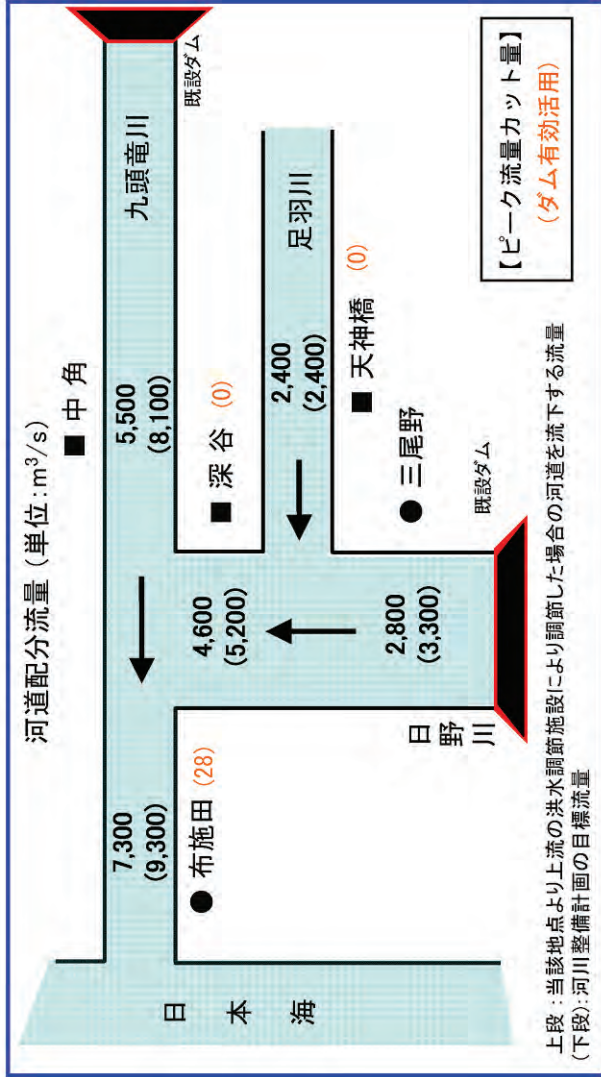 河道配分流量（単位：m³/s）
■ 中 角
九頭竜川
既設ダム
5,500
(8,100)
7,300
(9,300)
● 布施田 (28)
■ 深 谷 (0)
4,600
(5,200)
足羽川
2,400
(2,400)
■ 天神橋 (0)
● 三尾野
2,800
(3,300)
既設ダム
日野川
日本海
【ピーク流量カット量】
（ダム有効活用）
上段：当該地点より上流の洪水調節施設により調節した場合の河道を流下する流量
(下段)：河川整備計画の目標流量